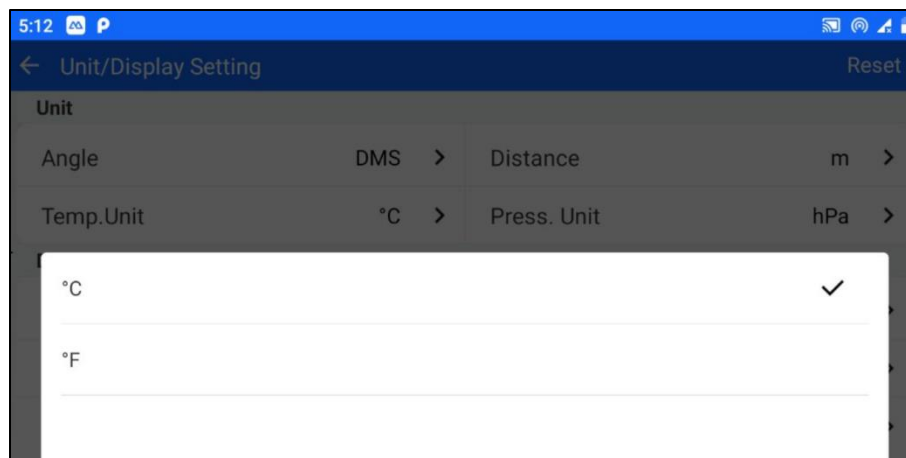 5:12
Unit/Display Setting Reset
Unit
Angle DMS Distance m
Temp.Unit °C Press. Unit hPa
°C
°F